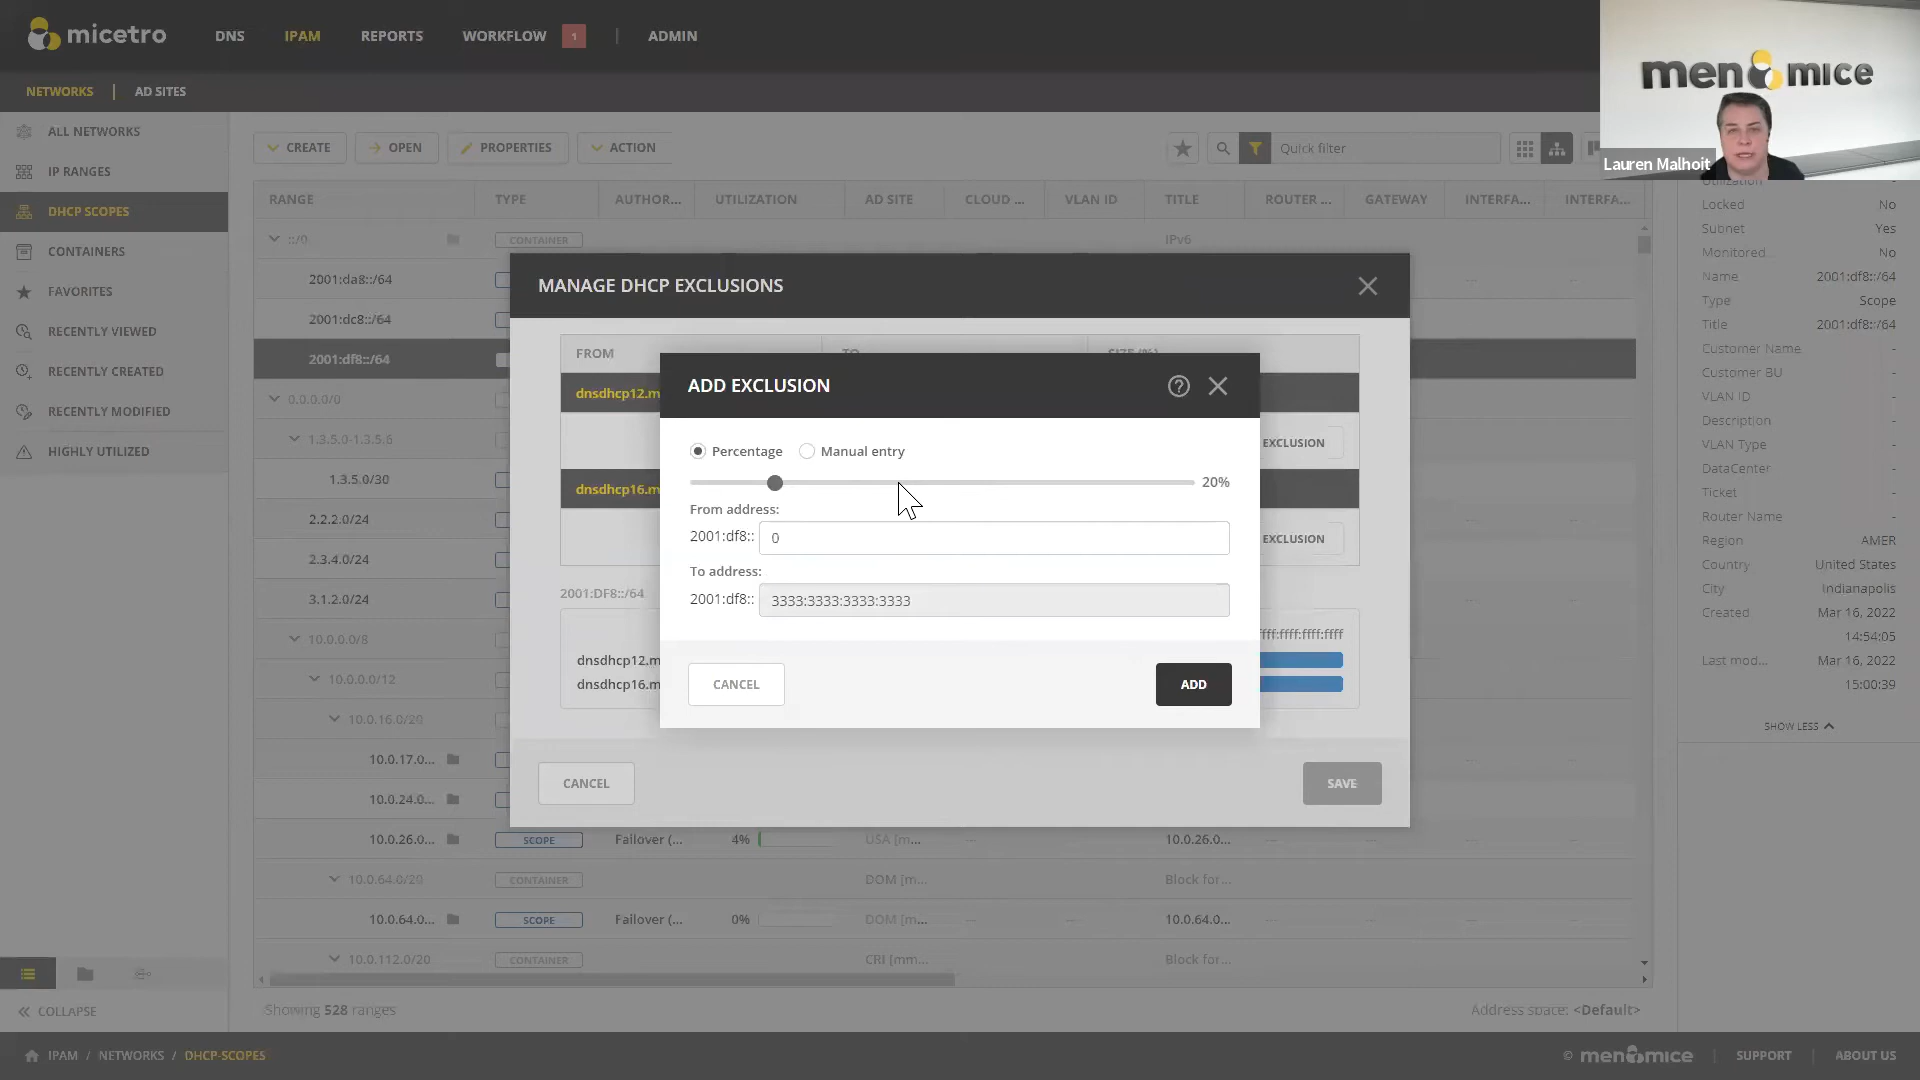 micetro DNS IPAM REPORTS WORKFLOW 1 | ADMIN
men mice
Lauren Malhoit
NETWORKS | AD SITES
ALL NETWORKS
IP RANGES
DHCP SCOPES
CONTAINERS
FAVORITES
RECENTLY VIEWED
RECENTLY CREATED
RECENTLY MODIFIED
HIGHLY UTILIZED
COLLAPSE
CREATE OPEN PROPERTIES ACTION Quick filter
RANGE TYPE AUTHOR... UTILIZATION AD SITE CLOUD ... VLAN ID TITLE ROUTER ... GATEWAY INTERFA... INTERFA...
::/0 CONTAINER IPv6
2001:da8::/64
2001:dc8::/64
2001:df8::/64
0.0.0.0/0
1.3.5.0-1.3.5.6
1.3.5.0/30
2.2.2.0/24
2.3.4.0/24
3.1.2.0/24
10.0.0.0/8
10.0.0.0/12
10.0.16.0/20
10.0.17.0...
10.0.24.0...
10.0.26.0... SCOPE Failover (... 4% USA [m... ... 10.0.26.0... ... ... ... ...
10.0.64.0/20 CONTAINER DOM [m... Block for...
10.0.64.0... SCOPE Failover (... 0% DOM [m... ... 10.0.64.0... ... ... ... ...
10.0.112.0/20 CONTAINER CRI [mm... Block for...
Showing 528 ranges
Address space: <Default>
MANAGE DHCP EXCLUSIONS
FROM TO SIZE (%)
dnsdhcp12.m
EXCLUSION
dnsdhcp16.m
EXCLUSION
2001:DF8::/64
ffff:ffff:ffff:ffff
dnsdhcp12.m
dnsdhcp16.m
CANCEL SAVE
ADD EXCLUSION
Percentage Manual entry
20%
From address:
2001:df8:: 0
To address:
2001:df8:: 3333:3333:3333:3333
CANCEL ADD
Utilization -
Locked No
Subnet Yes
Monitored... No
Name 2001:df8::/64
Type Scope
Title 2001:df8::/64
Customer Name -
Customer BU -
VLAN ID -
Description -
VLAN Type -
DataCenter -
Ticket -
Router Name -
Region AMER
Country United States
City Indianapolis
Created Mar 16, 2022
14:54:05
Last mod... Mar 16, 2022
15:00:39
SHOW LESS
IPAM / NETWORKS / DHCP-SCOPES
© men mice | SUPPORT | ABOUT US